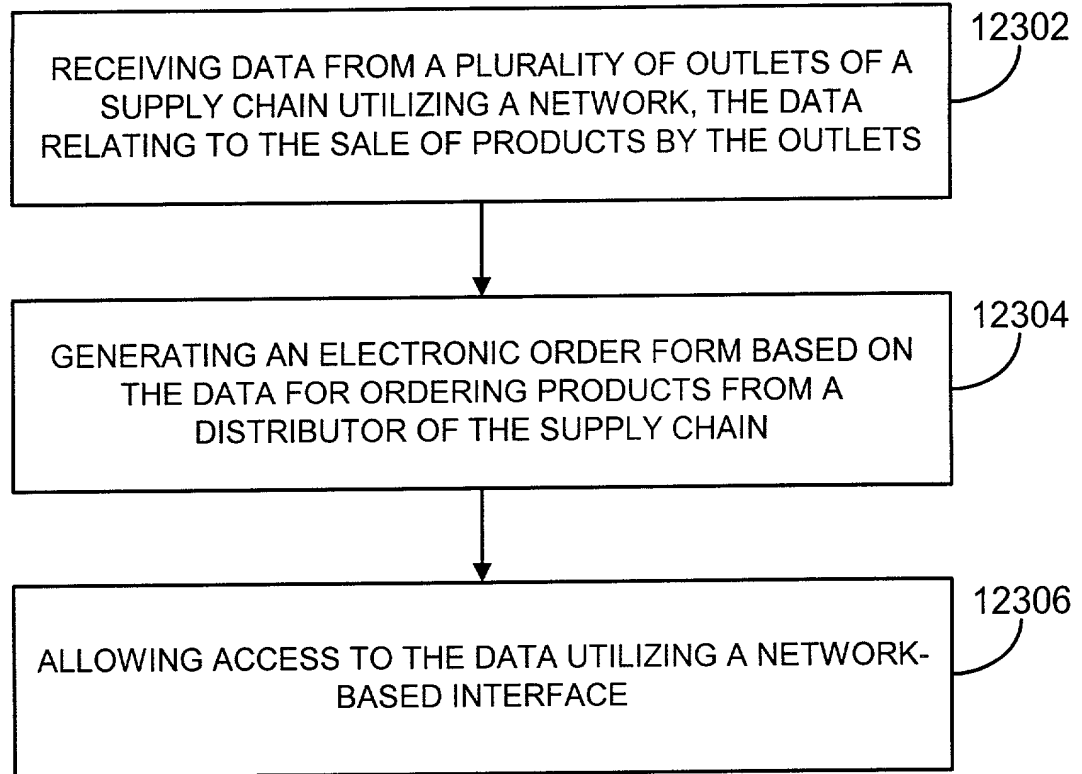 12302
RECEIVING DATA FROM A PLURALITY OF OUTLETS OF A
SUPPLY CHAIN UTILIZING A NETWORK, THE DATA
RELATING TO THE SALE OF PRODUCTS BY THE OUTLETS
12304
GENERATING AN ELECTRONIC ORDER FORM BASED ON
THE DATA FOR ORDERING PRODUCTS FROM A
DISTRIBUTOR OF THE SUPPLY CHAIN
12306
ALLOWING ACCESS TO THE DATA UTILIZING A NETWORK-
BASED INTERFACE